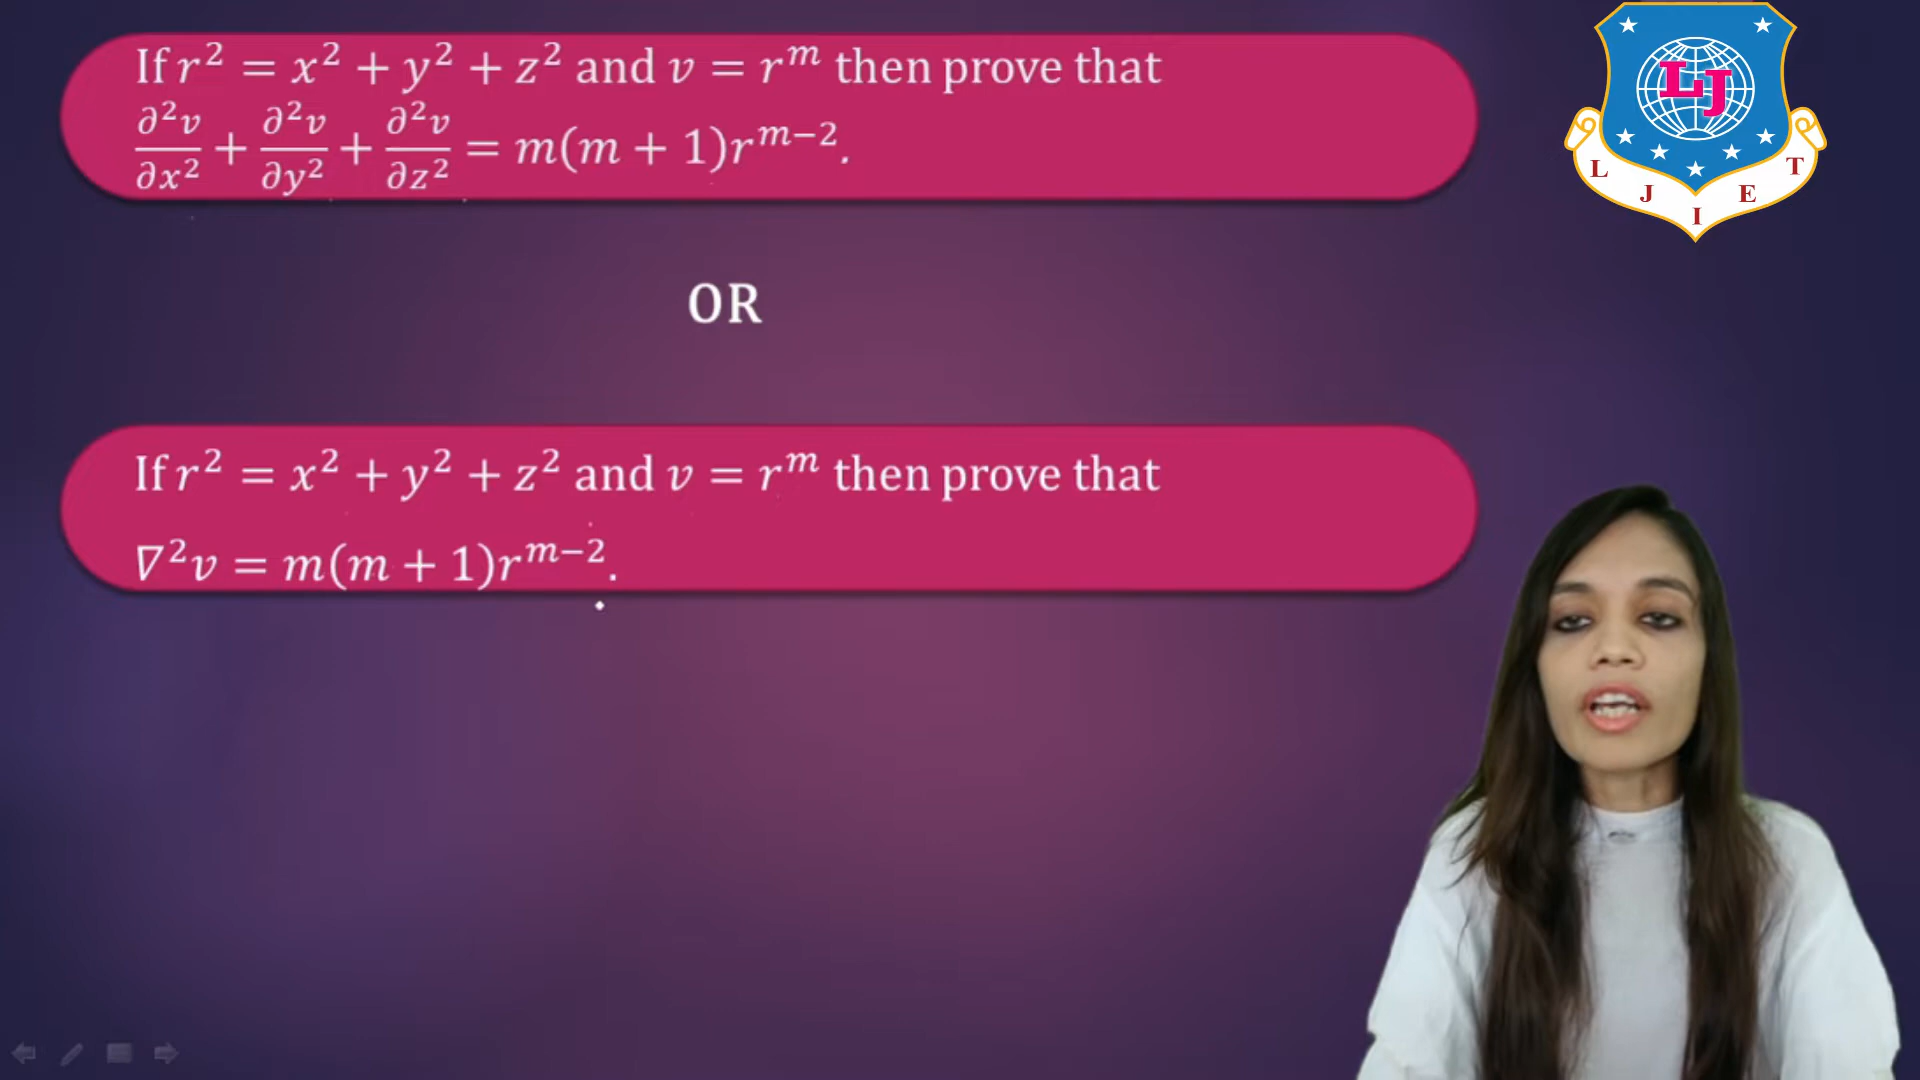 If r² = x² + y² + z² and v = rᵐ then prove that
∂²v/∂x² + ∂²v/∂y² + ∂²v/∂z² = m(m + 1)rᵐ⁻².
OR
If r² = x² + y² + z² and v = rᵐ then prove that
∇²v = m(m + 1)rᵐ⁻².
LJ
L J I E T